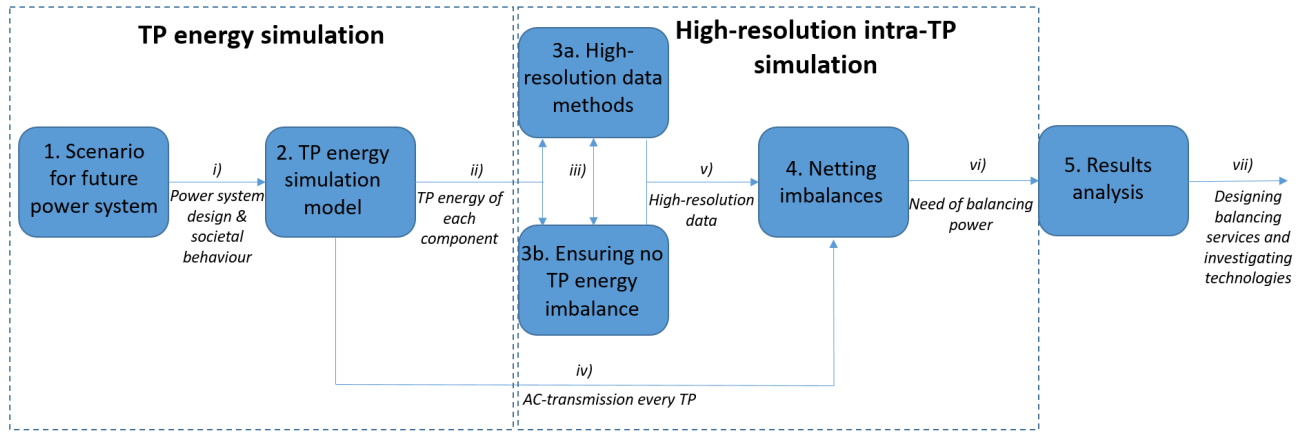 TP energy simulation
High-resolution intra-TP
simulation
1. Scenario
for future
power system
i)
Power system
design &
societal
behaviour
2. TP energy
simulation
model
ii)
TP energy of
each
component
3a. High-
resolution data
methods
iii)
3b. Ensuring no
TP energy
imbalance
iv)
AC-transmission every TP
v)
High-resolution
data
4. Netting
imbalances
vi)
Need of balancing
power
5. Results
analysis
vii)
Designing
balancing
services and
investigating
technologies